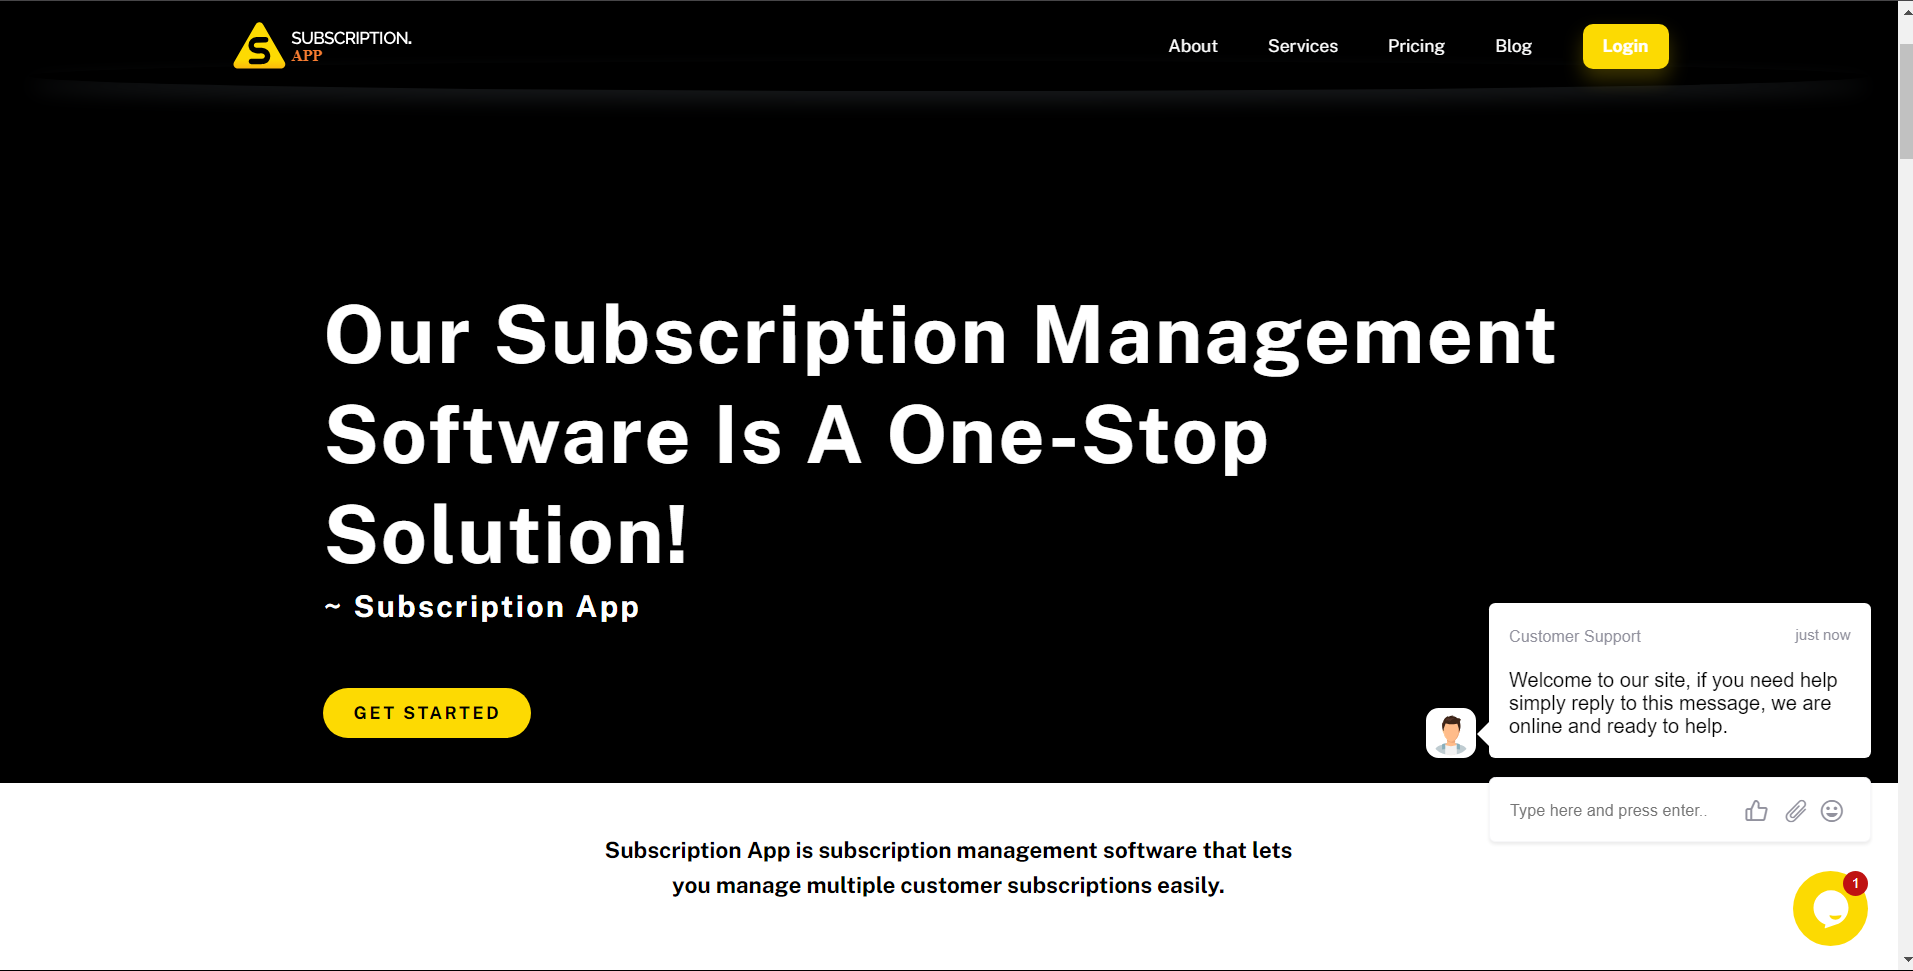 SUBSCRIPTION.
APP
About
Services
Pricing
Blog
Login
Our Subscription Management
Software Is A One-Stop
Solution!
~ Subscription App
GET STARTED
Customer Support
just now
Welcome to our site, if you need help
simply reply to this message, we are
online and ready to help.
Type here and press enter..
Subscription App is subscription management software that lets
you manage multiple customer subscriptions easily.
1